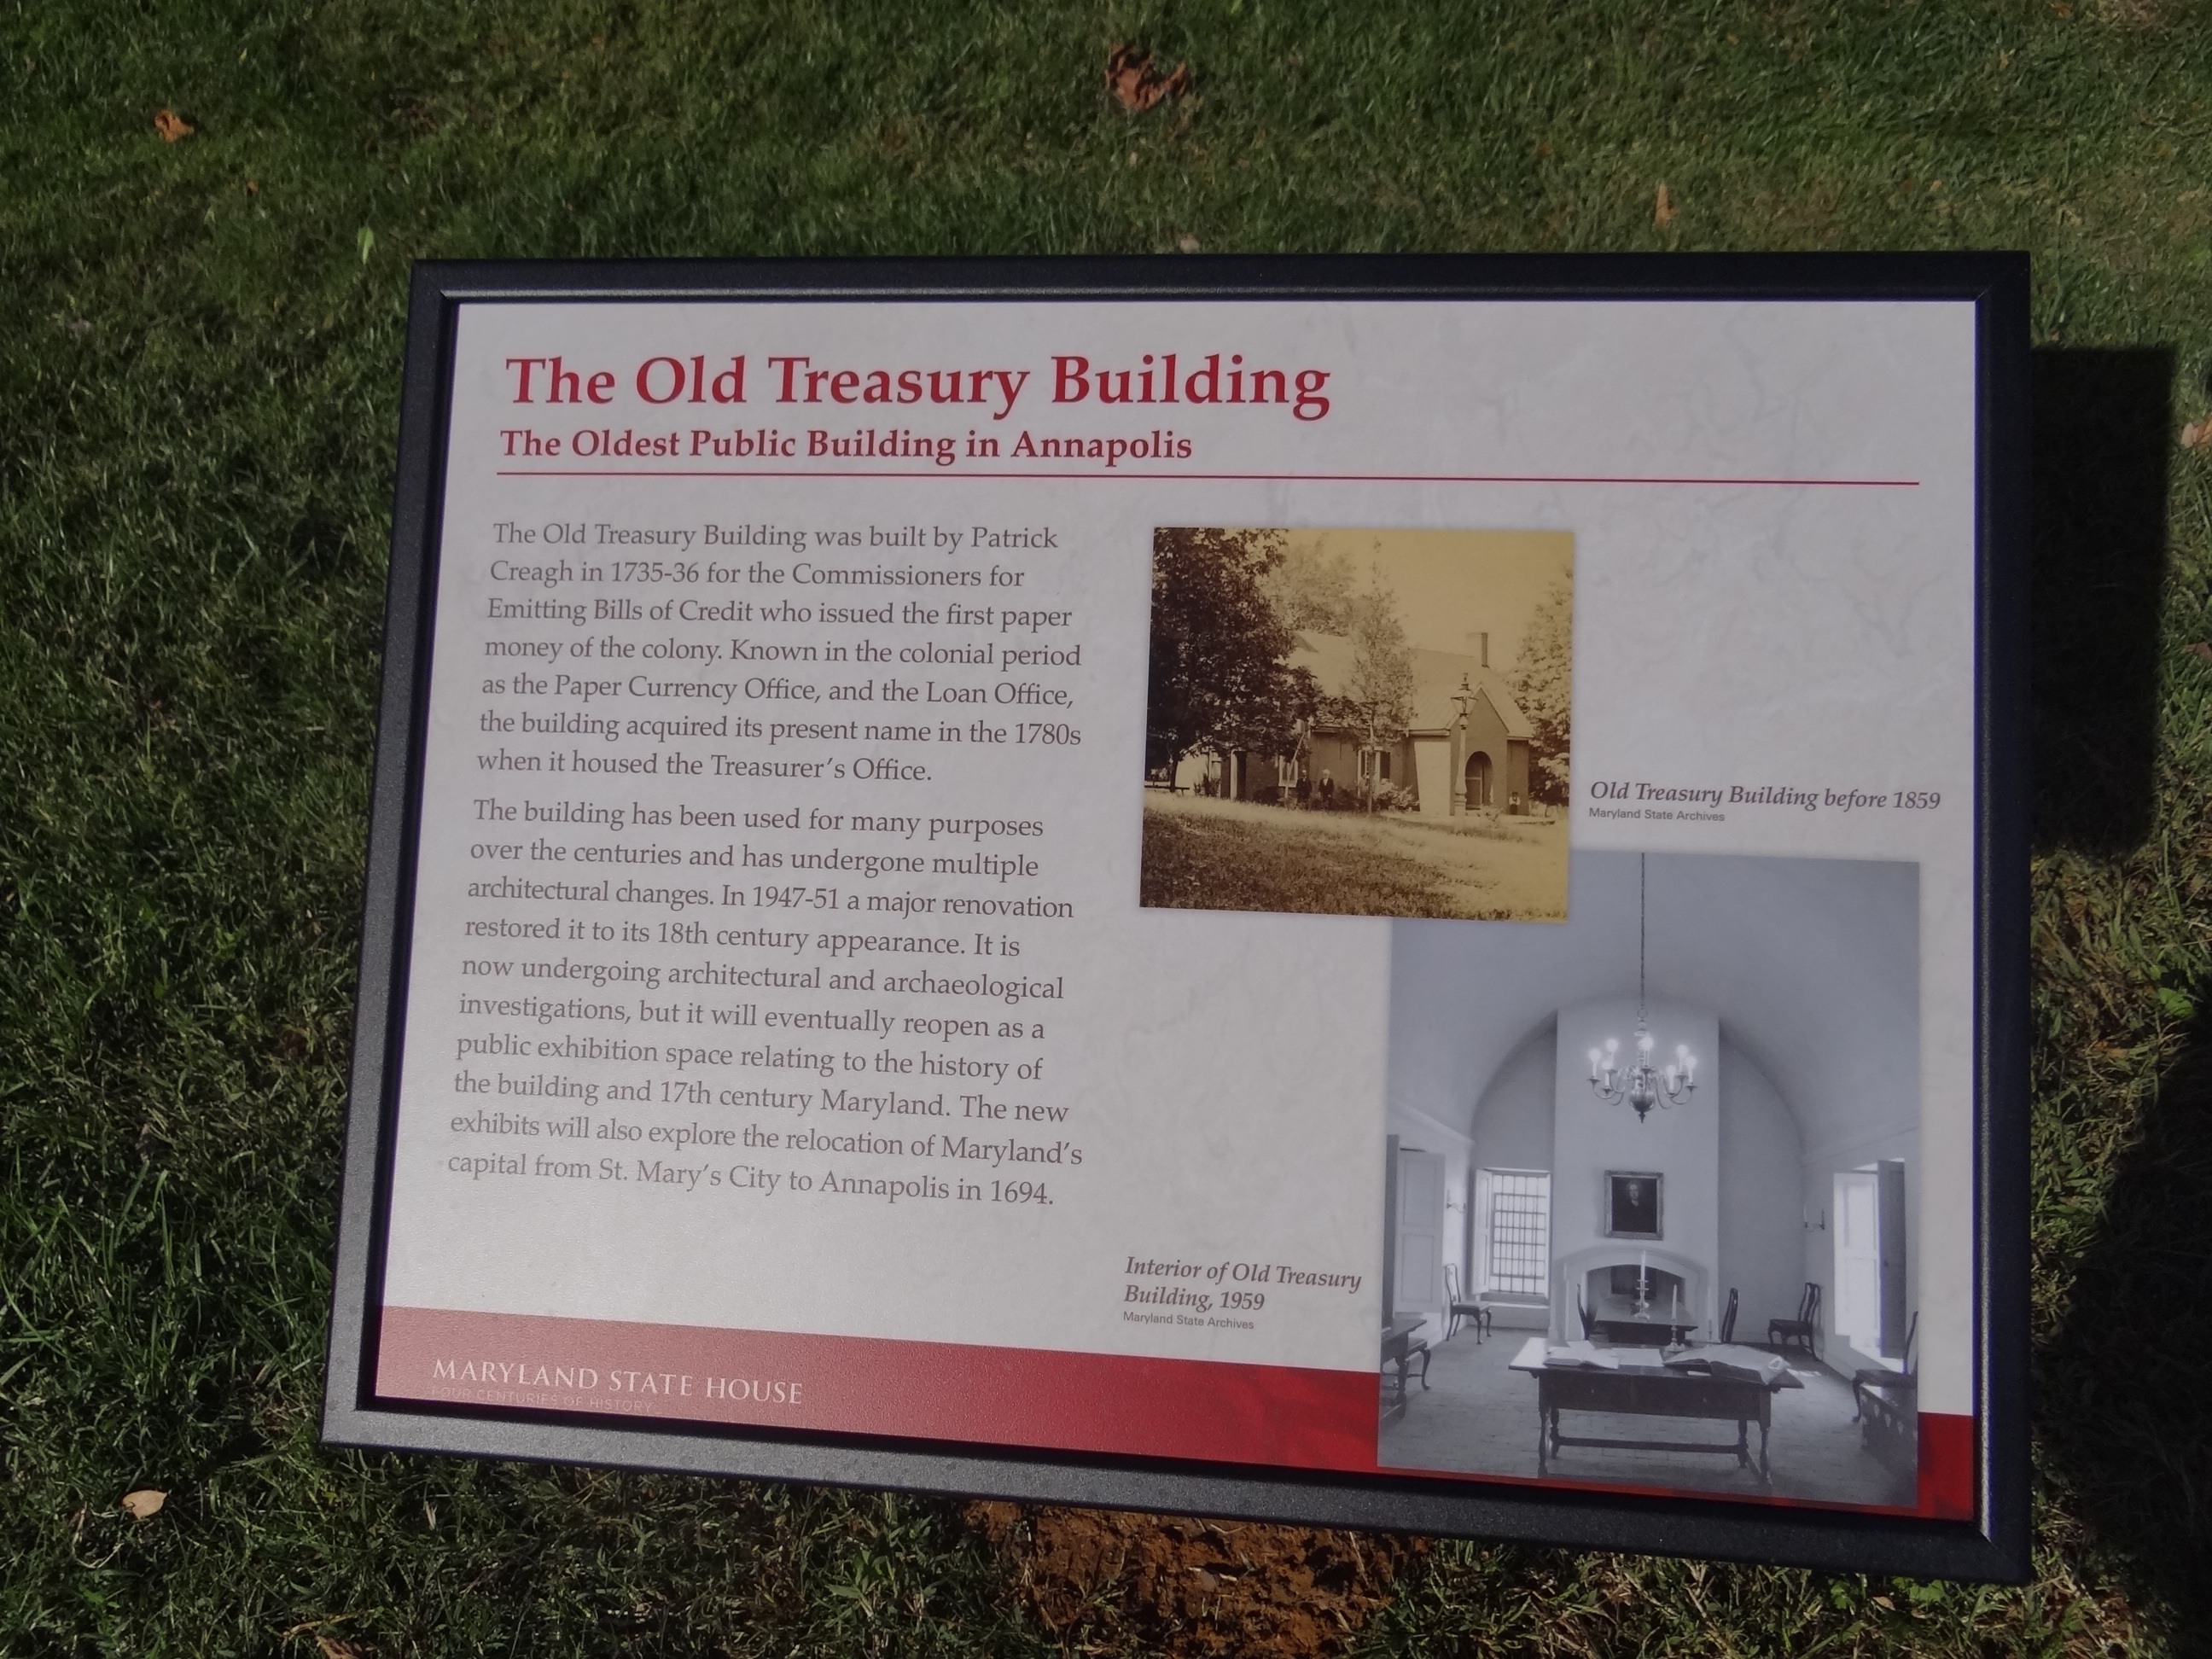 The Old Treasury Building
The Oldest Public Building in Annapolis
The Old Treasury Building was built by Patrick
Creagh in 1735-36 for the Commissioners for
Emitting Bills of Credit who issued the first paper
money of the colony. Known in the colonial period
as the Paper Currency Office, and the Loan Office,
the building acquired its present name in the 1780s
when it housed the Treasurer's Office.
The building has been used for many purposes
over the centuries and has undergone multiple
architectural changes. In 1947-51 a major renovation
restored it to its 18th century appearance. It is
now undergoing architectural and archaeological
investigations, but it will eventually reopen as a
public exhibition space relating to the history of
the building and 17th century Maryland. The new
exhibits will also explore the relocation of Maryland's
capital from St. Mary's City to Annapolis in 1694.
Old Treasury Building before 1859
Maryland State Archives
Interior of Old Treasury
Building, 1959
Maryland State Archives
MARYLAND STATE HOUSE
FOUR CENTURIES OF HISTORY